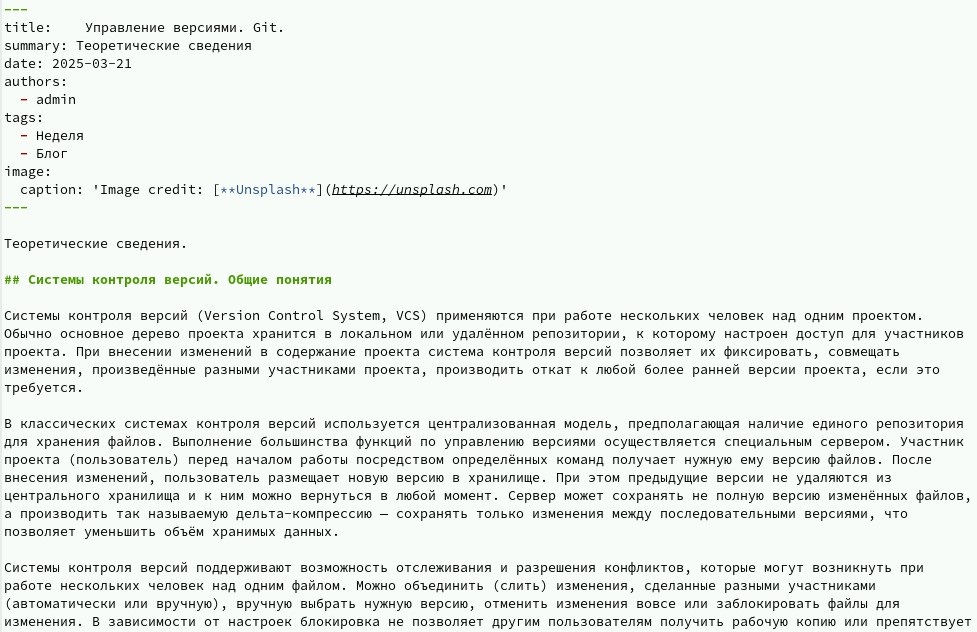 ---
title:    Управление версиями. Git.
summary: Теоретические сведения
date: 2025-03-21
authors:
  - admin
tags:
  - Неделя
  - Блог
image:
  caption: 'Image credit: [**Unsplash**](https://unsplash.com)'
---
Теоретические сведения.
## Системы контроля версий. Общие понятия
Системы контроля версий (Version Control System, VCS) применяются при работе нескольких человек над одним проектом.
Обычно основное дерево проекта хранится в локальном или удалённом репозитории, к которому настроен доступ для участников
проекта. При внесении изменений в содержание проекта система контроля версий позволяет их фиксировать, совмещать
изменения, произведённые разными участниками проекта, производить откат к любой более ранней версии проекта, если это
требуется.
В классических системах контроля версий используется централизованная модель, предполагающая наличие единого репозитория
для хранения файлов. Выполнение большинства функций по управлению версиями осуществляется специальным сервером. Участник
проекта (пользователь) перед началом работы посредством определённых команд получает нужную ему версию файлов. После
внесения изменений, пользователь размещает новую версию в хранилище. При этом предыдущие версии не удаляются из
центрального хранилища и к ним можно вернуться в любой момент. Сервер может сохранять не полную версию изменённых файлов,
а производить так называемую дельта-компрессию — сохранять только изменения между последовательными версиями, что
позволяет уменьшить объём хранимых данных.
Системы контроля версий поддерживают возможность отслеживания и разрешения конфликтов, которые могут возникнуть при
работе нескольких человек над одним файлом. Можно объединить (слить) изменения, сделанные разными участниками
(автоматически или вручную), вручную выбрать нужную версию, отменить изменения вовсе или заблокировать файлы для
изменения. В зависимости от настроек блокировка не позволяет другим пользователям получить рабочую копию или препятствует